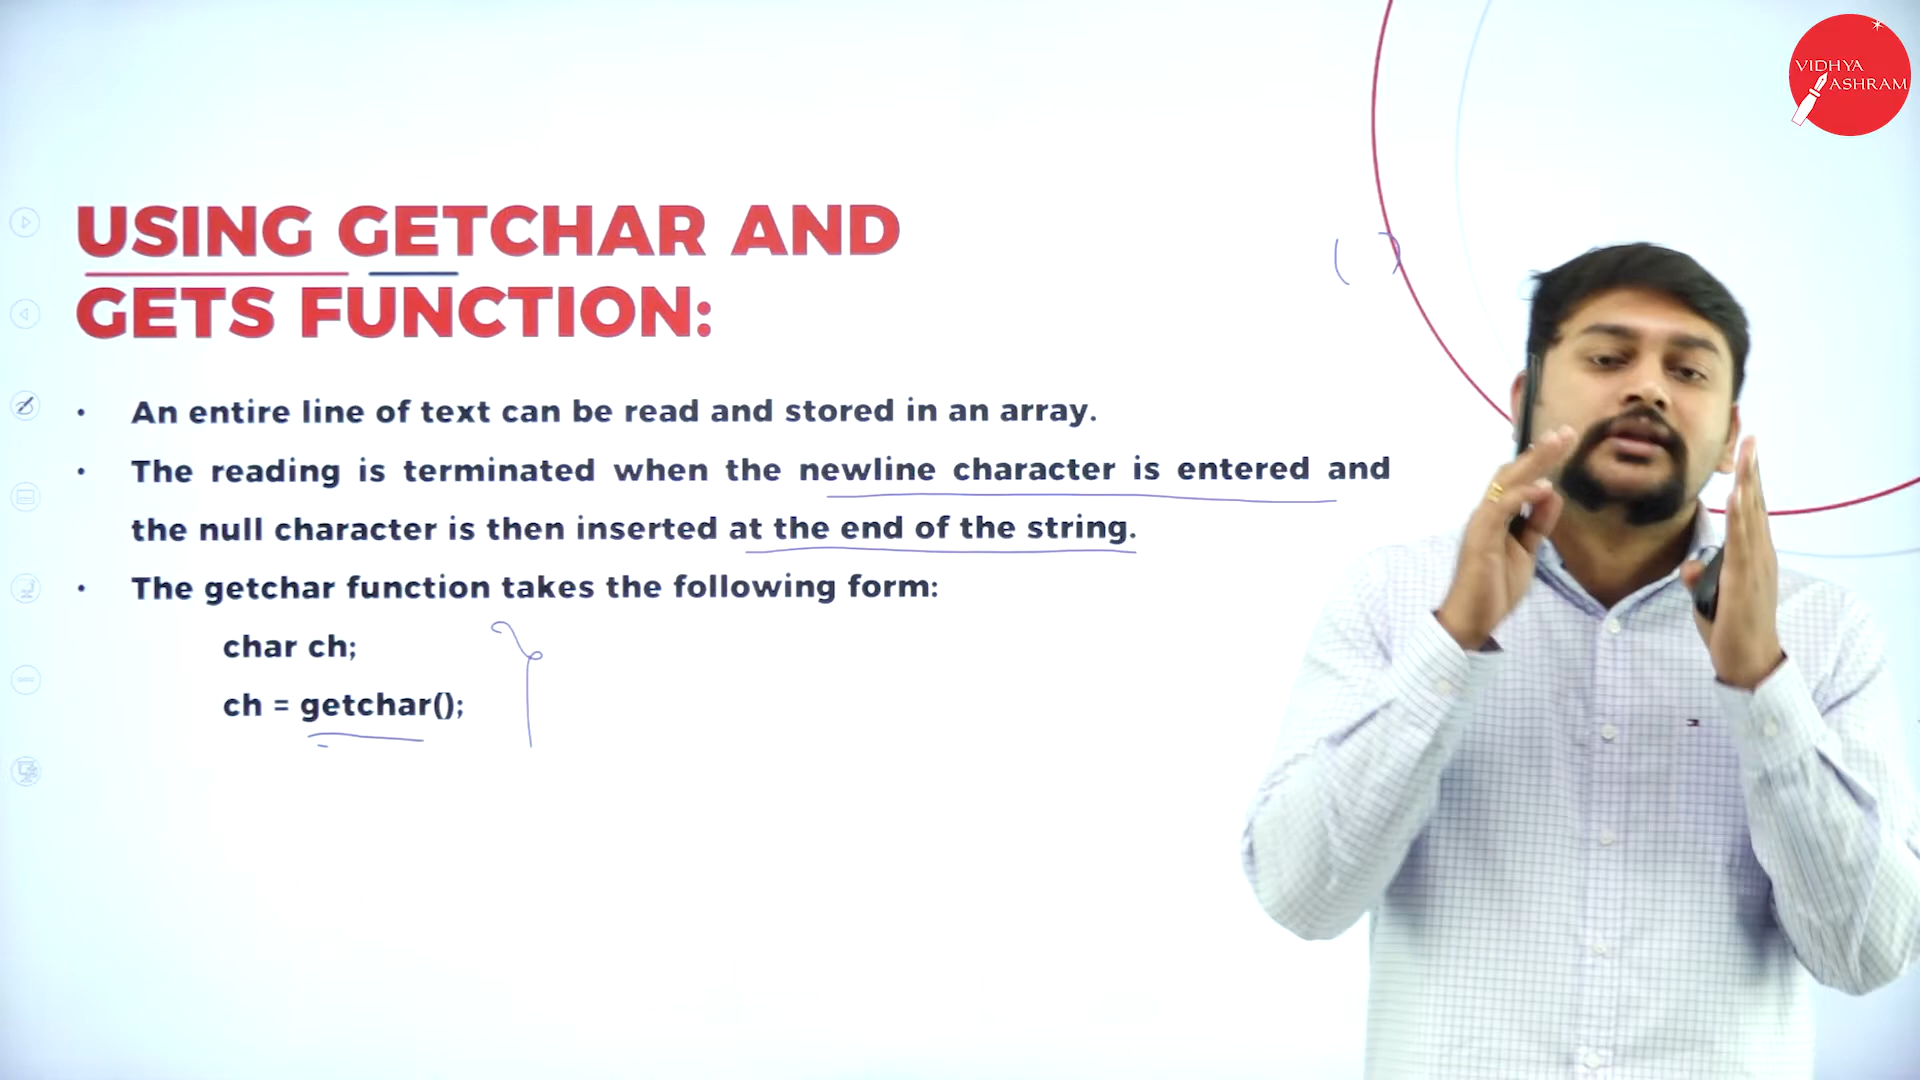 VIDHYA
ASHRAM
USING GETCHAR AND
GETS FUNCTION:
• An entire line of text can be read and stored in an array.
• The reading is terminated when the newline character is entered and
the null character is then inserted at the end of the string.
• The getchar function takes the following form:
char ch;
ch = getchar();
( )